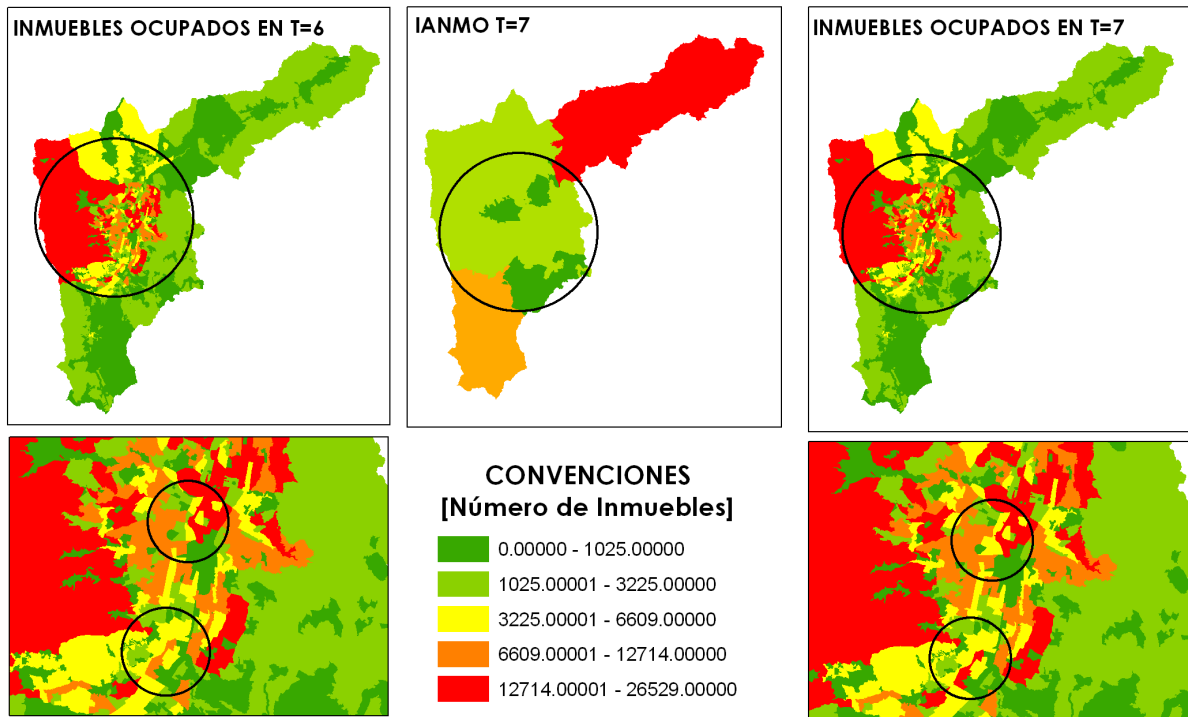 INMUEBLES OCUPADOS EN T=6
IANMO T=7
INMUEBLES OCUPADOS EN T=7
CONVENCIONES
[Número de Inmuebles]
0.00000 - 1025.00000
1025.00001 - 3225.00000
3225.00001 - 6609.00000
6609.00001 - 12714.00000
12714.00001 - 26529.00000